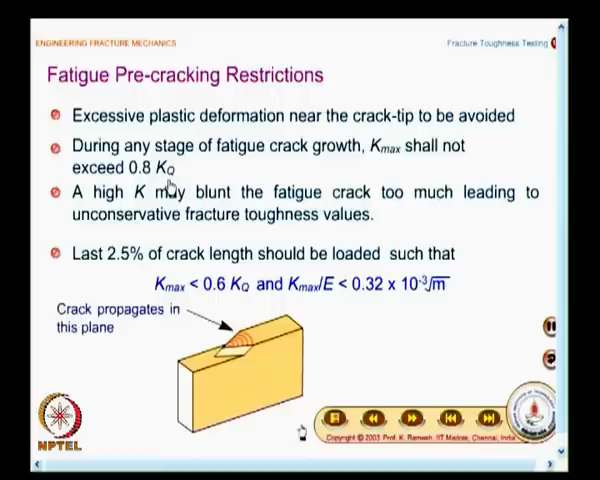 ENGINEERING FRACTURE MECHANICS
Fracture Toughness Testing
Fatigue Pre-cracking Restrictions
Excessive plastic deformation near the crack-tip to be avoided
During any stage of fatigue crack growth, Kmax shall not
exceed 0.8 KQ
A high K may blunt the fatigue crack too much leading to
unconservative fracture toughness values.
Last 2.5% of crack length should be loaded such that
Kmax < 0.6 KQ and Kmax/E < 0.32 x 10-3√m
Crack propagates in
this plane
NPTEL
Copyright © 2003 Prof. K. Ramesh, IIT Madras, Chennai, India